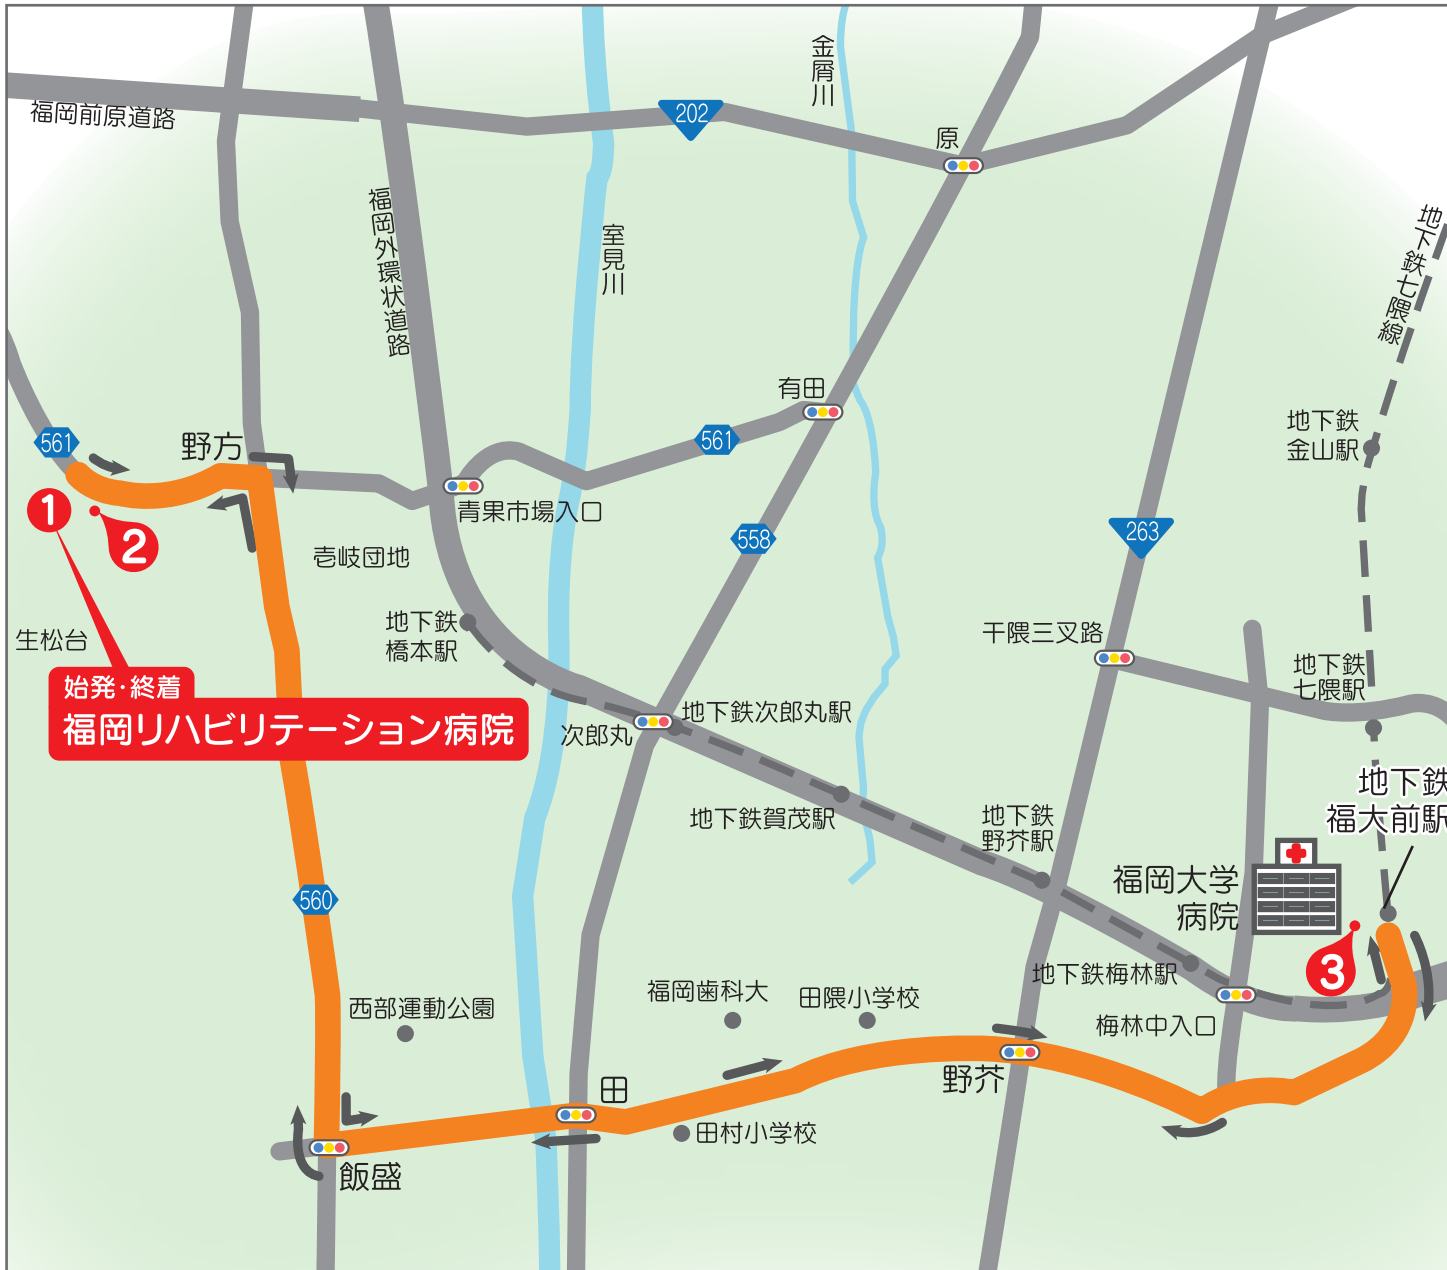 金屑川
福岡前原道路
202
原
福岡外環状道路
室見川
地下鉄七隈線
有田
地下鉄
金山駅
561
野方
561
青果市場入口
1
2
壱岐団地
558
263
生松台
地下鉄
橋本駅
干隈三叉路
地下鉄
七隈駅
始発・終着
福岡リハビリテーション病院
次郎丸
地下鉄次郎丸駅
地下鉄賀茂駅
地下鉄
野芥駅
地下鉄
福大前駅
福岡大学
病院
560
3
地下鉄梅林駅
西部運動公園
福岡歯科大
田隈小学校
梅林中入口
田
野芥
田村小学校
飯盛